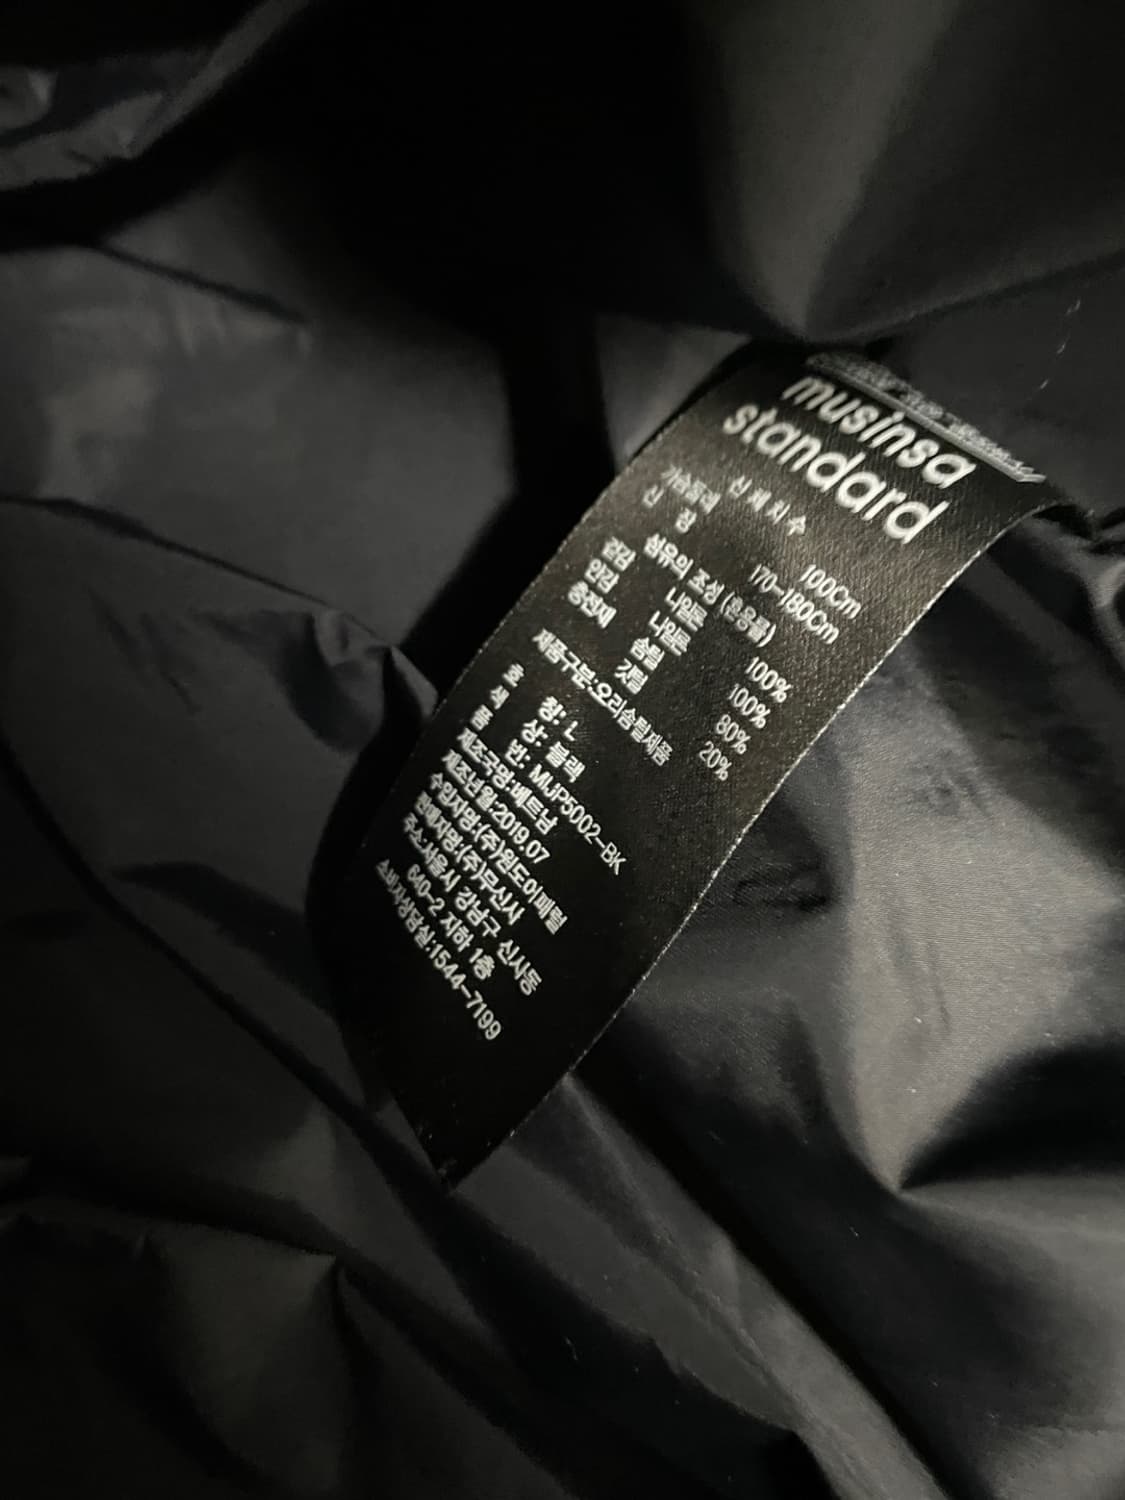 musinsa
standard
신체치수
가슴둘레 100Cm
신 장 170-180Cm
섬유의 조성 (혼용률)
겉감 나일론 100%
안감 나일론 100%
충전재 솜털 80%
깃털 20%
제품구분:오리솜털제품
호 칭: L
색 상: 블랙
품 번: MUP5002-BK
제조국명:베트남
제조년월:2019.07
수입자명(주)원도이페텀
판매자명(주)무신사
주소:서울시 강남구 신사동
640-2 지하 1층
소비자상담실:1544-7199